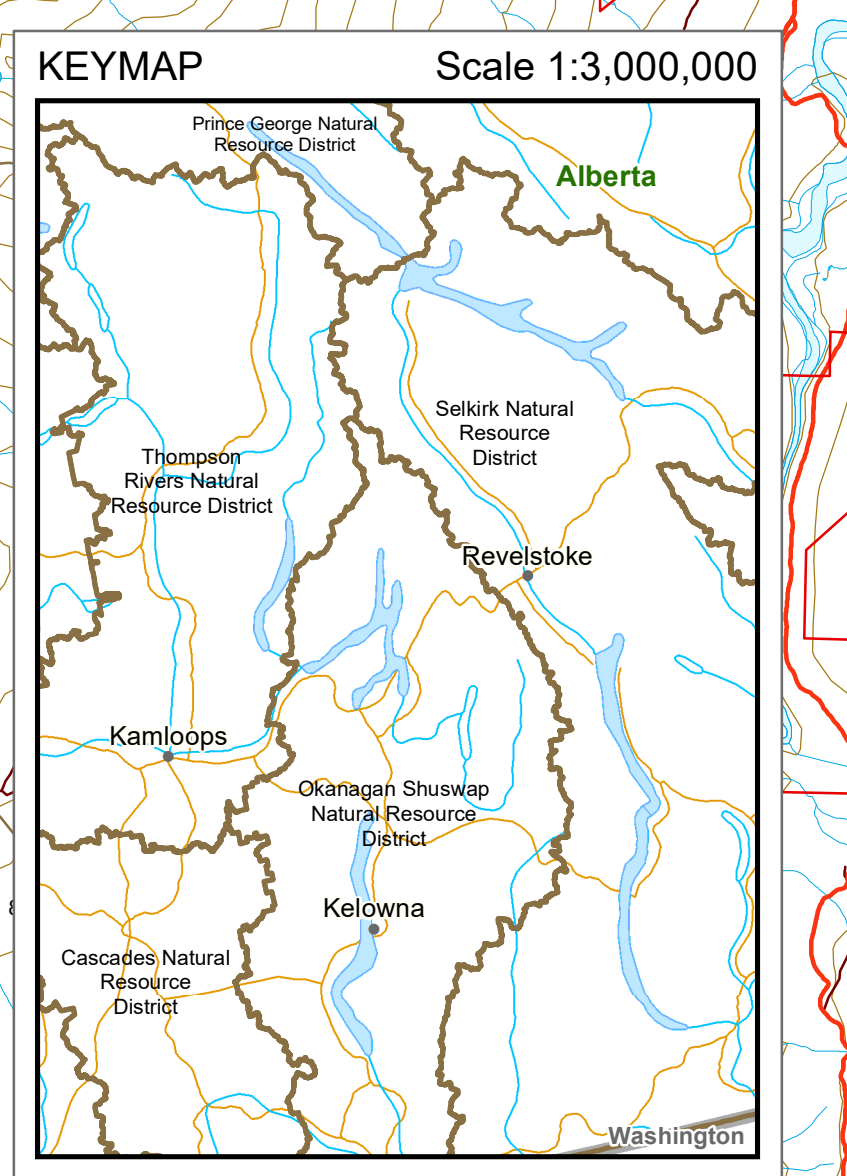 KEYMAP Scale 1:3,000,000
Prince George Natural
Resource District
Alberta
Selkirk Natural
Resource
District
Thompson
Rivers Natural
Resource District
Revelstoke
Kamloops
Okanagan Shuswap
Natural Resource
District
Kelowna
Cascades Natural
Resource
District
Washington